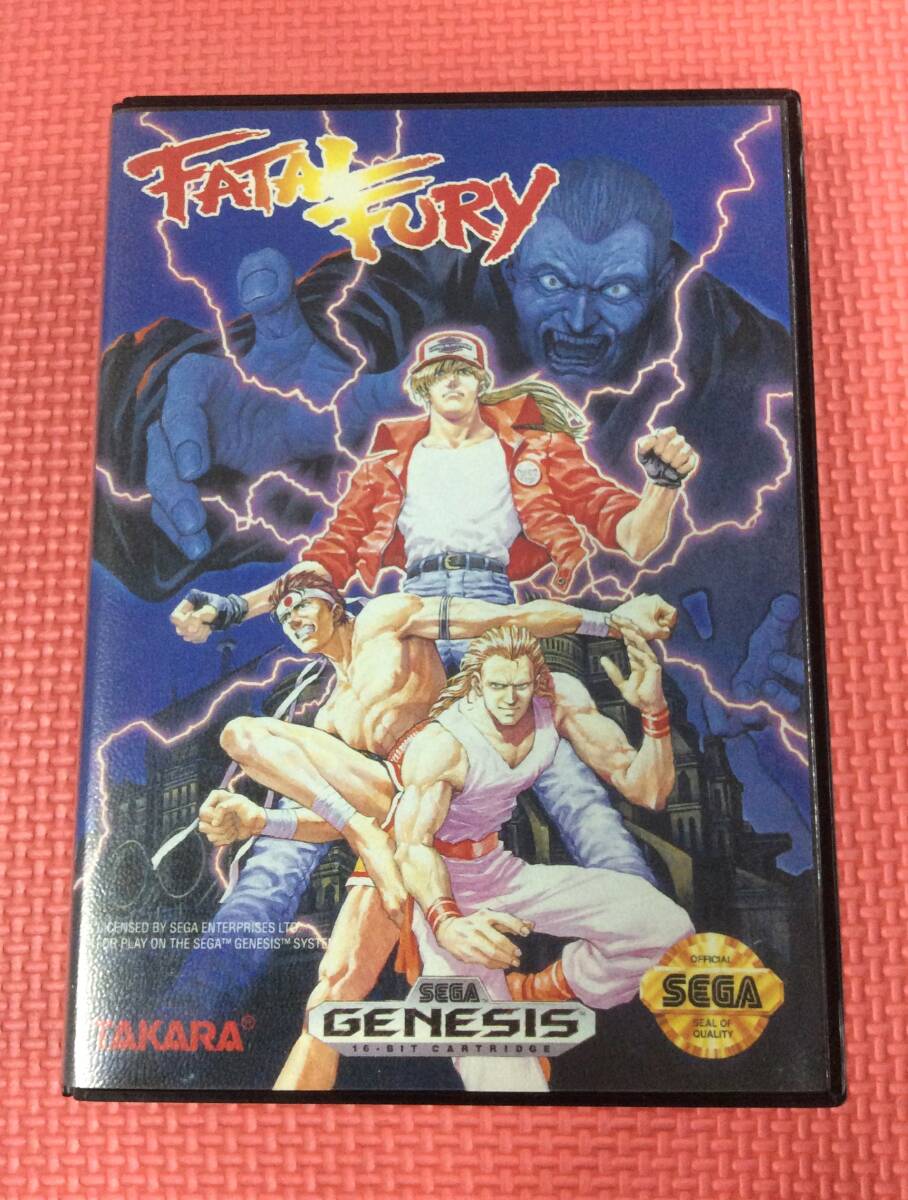 FATAL FURY
LICENSED BY SEGA ENTERPRISES LTD.
FOR PLAY ON THE SEGA™ GENESIS™ SYSTEM
TAKARA®
SEGA
GENESIS™
16-BIT CARTRIDGE
OFFICIAL
SEGA
SEAL OF
QUALITY